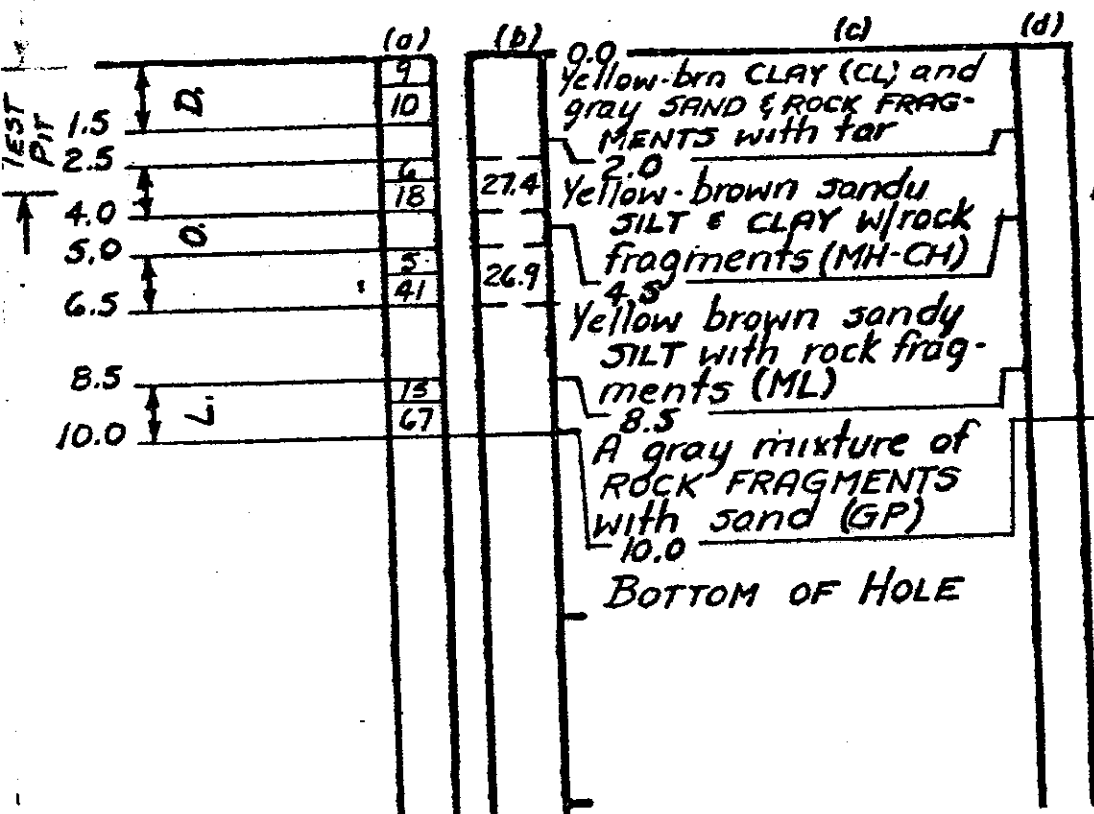 (a) (b) (c) (d)
TEST PIT
1.5
2.5
4.0
5.0
6.5
8.5
10.0
D.
O.
L.
9
10
6
18
5
41
13
67
27.4
26.9
0.0
Yellow-brn CLAY (CL) and
gray SAND & ROCK FRAG-
MENTS with tar
2.0
Yellow-brown sandy
SILT & CLAY w/rock
fragments (MH-CH)
4.5
Yellow brown sandy
SILT with rock frag-
ments (ML)
8.5
A gray mixture of
ROCK FRAGMENTS
with sand (GP)
10.0
BOTTOM OF HOLE